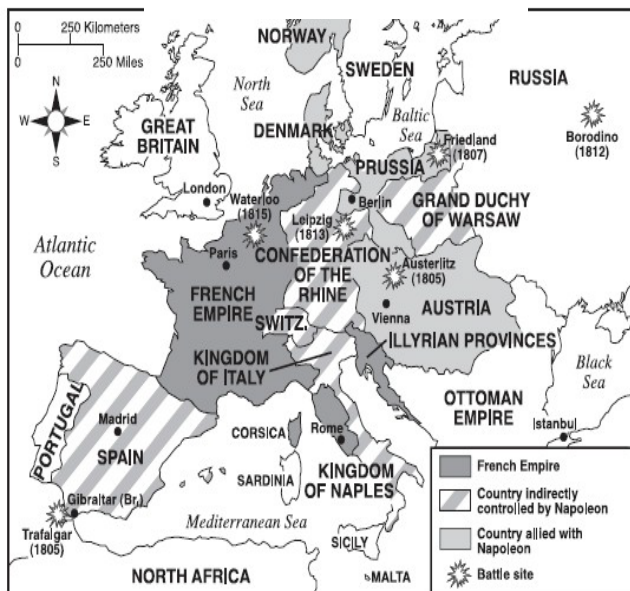 0 250 Kilometers
0 250 Miles
N
W E
S
NORWAY
SWEDEN
RUSSIA
North
Sea
Baltic
Sea
DENMARK
GREAT
BRITAIN
London
PRUSSIA
Friedland
(1807)
Borodino
(1812)
Waterloo
(1815)
Berlin
Leipzig
(1813)
GRAND DUCHY
OF WARSAW
Atlantic
Ocean
Paris
CONFEDERATION
OF THE
RHINE
Austerlitz
(1805)
FRENCH
EMPIRE
Vienna
AUSTRIA
SWITZ.
KINGDOM
OF ITALY
ILLYRIAN PROVINCES
Black
Sea
PORTUGAL
Madrid
SPAIN
CORSICA
Rome
OTTOMAN
EMPIRE
Istanbul
SARDINIA
KINGDOM
OF NAPLES
Gibraltar (Br.)
Trafalgar
(1805)
Mediterranean Sea
SICILY
NORTH AFRICA
MALTA
French Empire
Country indirectly
controlled by Napoleon
Country allied with
Napoleon
Battle site